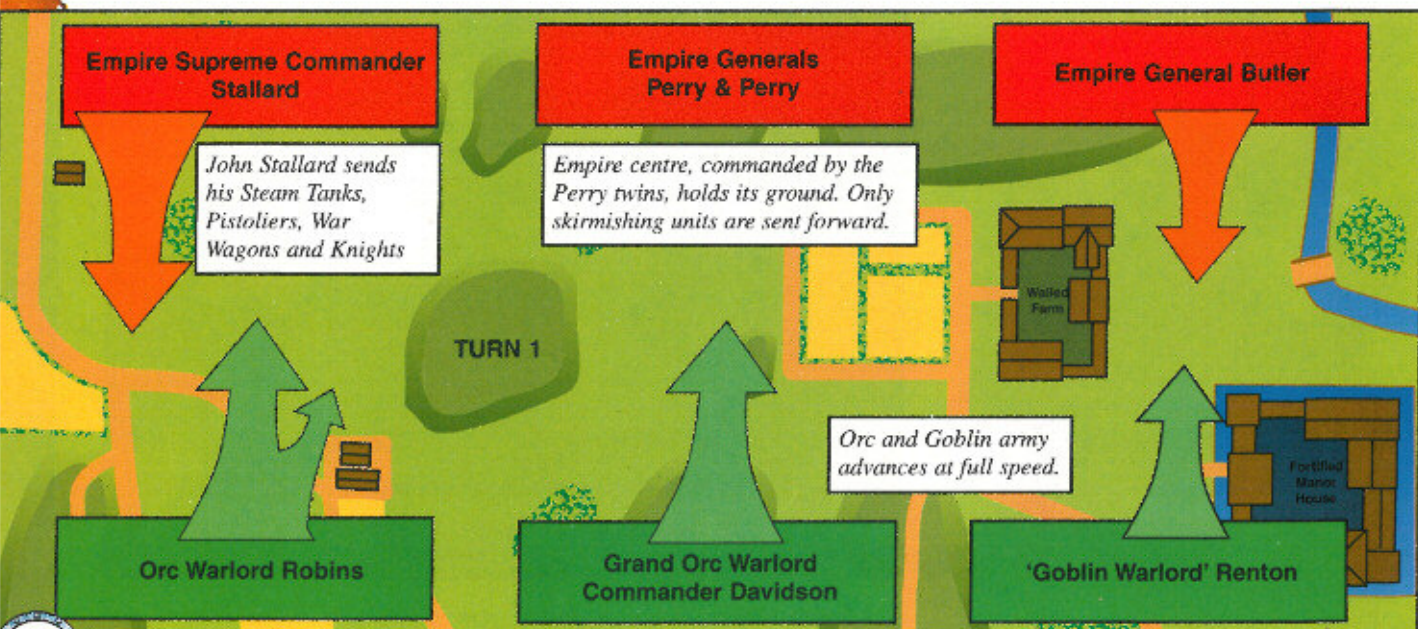 Empire Supreme Commander
Stallard
Empire Generals
Perry & Perry
Empire General Butler
John Stallard sends
his Steam Tanks,
Pistoliers, War
Wagons and Knights
Empire centre, commanded by the
Perry twins, holds its ground. Only
skirmishing units are sent forward.
Walled
Farm
TURN 1
Orc and Goblin army
advances at full speed.
Fortified
Manor
House
Orc Warlord Robins
Grand Orc Warlord
Commander Davidson
'Goblin Warlord' Renton